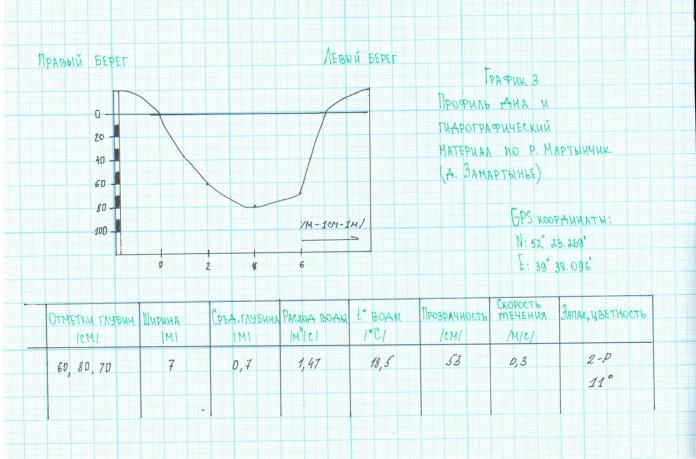 Правый берег
Левый берег
График 3
Профиль дна и
гидрографический
материал по р. Мартынчик
(д. Замартынье)
GPS координаты:
N: 52° 23.269'
E: 39° 38.096'
0
20
40
60
80
100
/м-1см-1м/
0 2 4 6
Отметки глубин /см/
Ширина /м/
Сред. глубина /м/
Расход воды /м³/с/
t° воды /°C/
Прозрачность /см/
Скорость течения /м/с/
Запах, цветность
60, 80, 70 7 0,7 1,47 18,5 53 0,3 2-р
11°